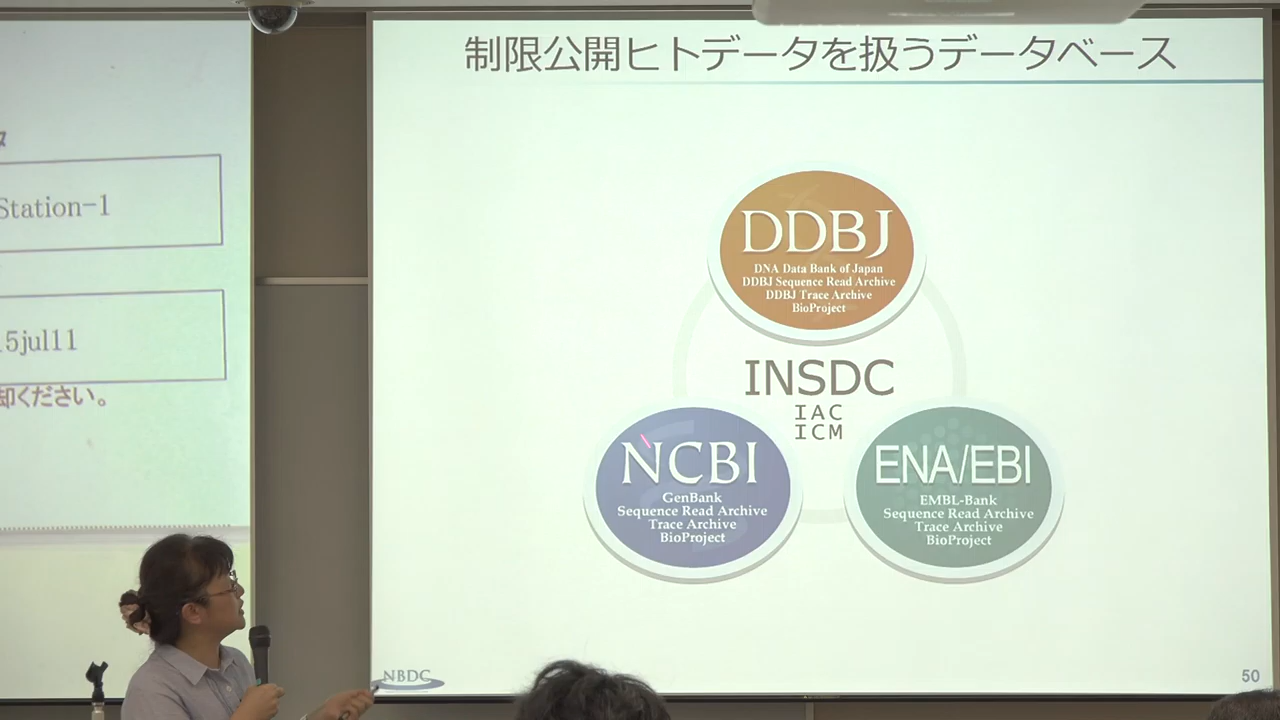 制限公開ヒトデータを扱うデータベース
タ
Station-1
5jul11
却ください。
DDBJ
DNA Data Bank of Japan
DDBJ Sequence Read Archive
DDBJ Trace Archive
BioProject
INSDC
IAC
ICM
NCBI
GenBank
Sequence Read Archive
Trace Archive
BioProject
ENA/EBI
EMBL-Bank
Sequence Read Archive
Trace Archive
BioProject
NBDC
50